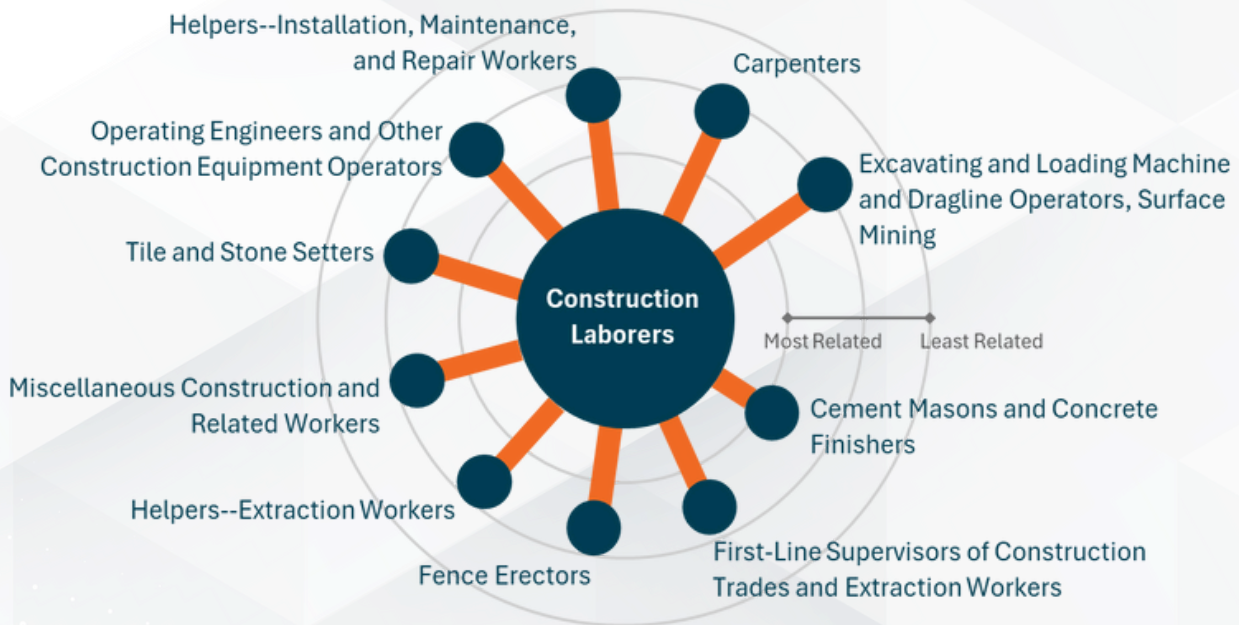 Helpers--Installation, Maintenance,
and Repair Workers
Carpenters
Operating Engineers and Other
Construction Equipment Operators
Excavating and Loading Machine
and Dragline Operators, Surface
Mining
Tile and Stone Setters
Construction
Laborers
Most Related
Least Related
Miscellaneous Construction and
Related Workers
Cement Masons and Concrete
Finishers
Helpers--Extraction Workers
Fence Erectors
First-Line Supervisors of Construction
Trades and Extraction Workers